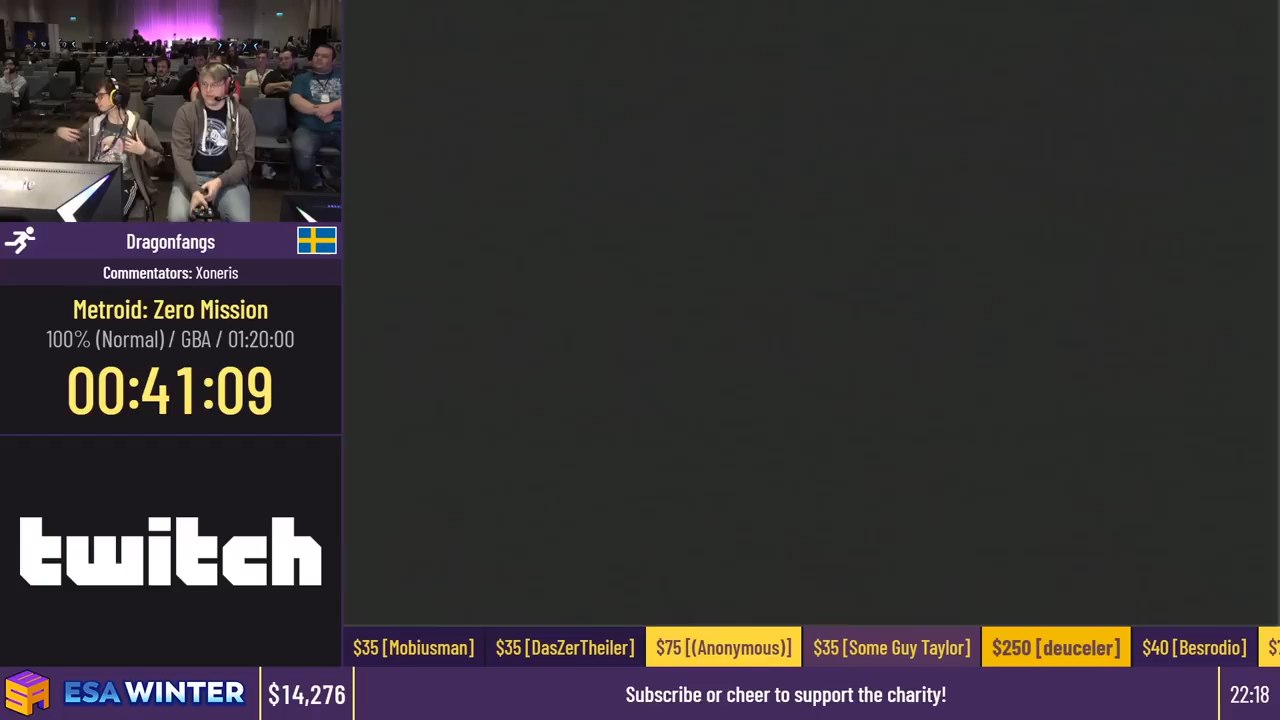 Dragonfangs
Commentators: Xoneris
Metroid: Zero Mission
100% (Normal) / GBA / 01:20:00
00:41:09
twitch
$35 [Mobiusman]
$35 [DasZerTheiler]
$75 [(Anonymous)]
$35 [Some Guy Taylor]
$250 [deuceler]
$40 [Besrodio]
ESA WINTER
$14,276
Subscribe or cheer to support the charity!
22:18